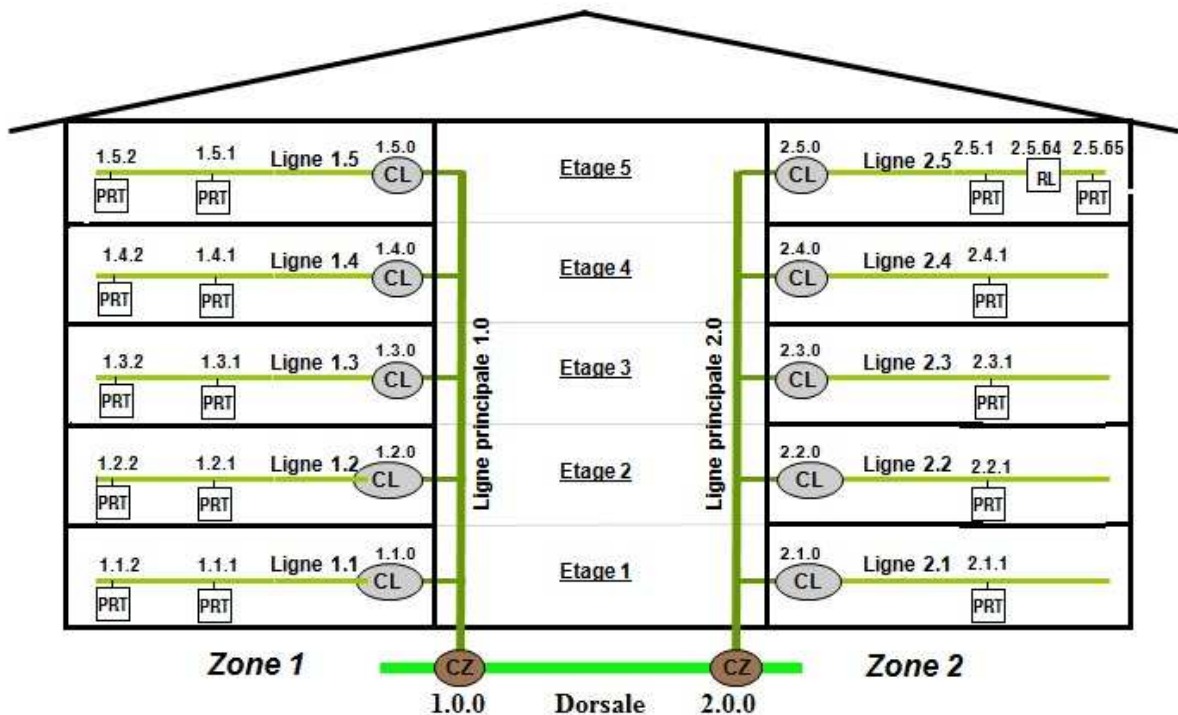 1.5.2
1.5.1
Ligne 1.5
1.5.0
CL
PRT
PRT
Etage 5
2.5.0
CL
Ligne 2.5
2.5.1
2.5.64
2.5.65
PRT
RL
PRT
1.4.2
1.4.1
Ligne 1.4
1.4.0
CL
PRT
PRT
Etage 4
2.4.0
CL
Ligne 2.4
2.4.1
PRT
1.3.2
1.3.1
Ligne 1.3
1.3.0
CL
PRT
PRT
Ligne principale 1.0
Etage 3
Ligne principale 2.0
2.3.0
CL
Ligne 2.3
2.3.1
PRT
1.2.2
1.2.1
Ligne 1.2
1.2.0
CL
PRT
PRT
Etage 2
2.2.0
CL
Ligne 2.2
2.2.1
PRT
1.1.2
1.1.1
Ligne 1.1
1.1.0
CL
PRT
PRT
Etage 1
2.1.0
CL
Ligne 2.1
2.1.1
PRT
Zone 1
CZ
CZ
Zone 2
1.0.0
Dorsale
2.0.0